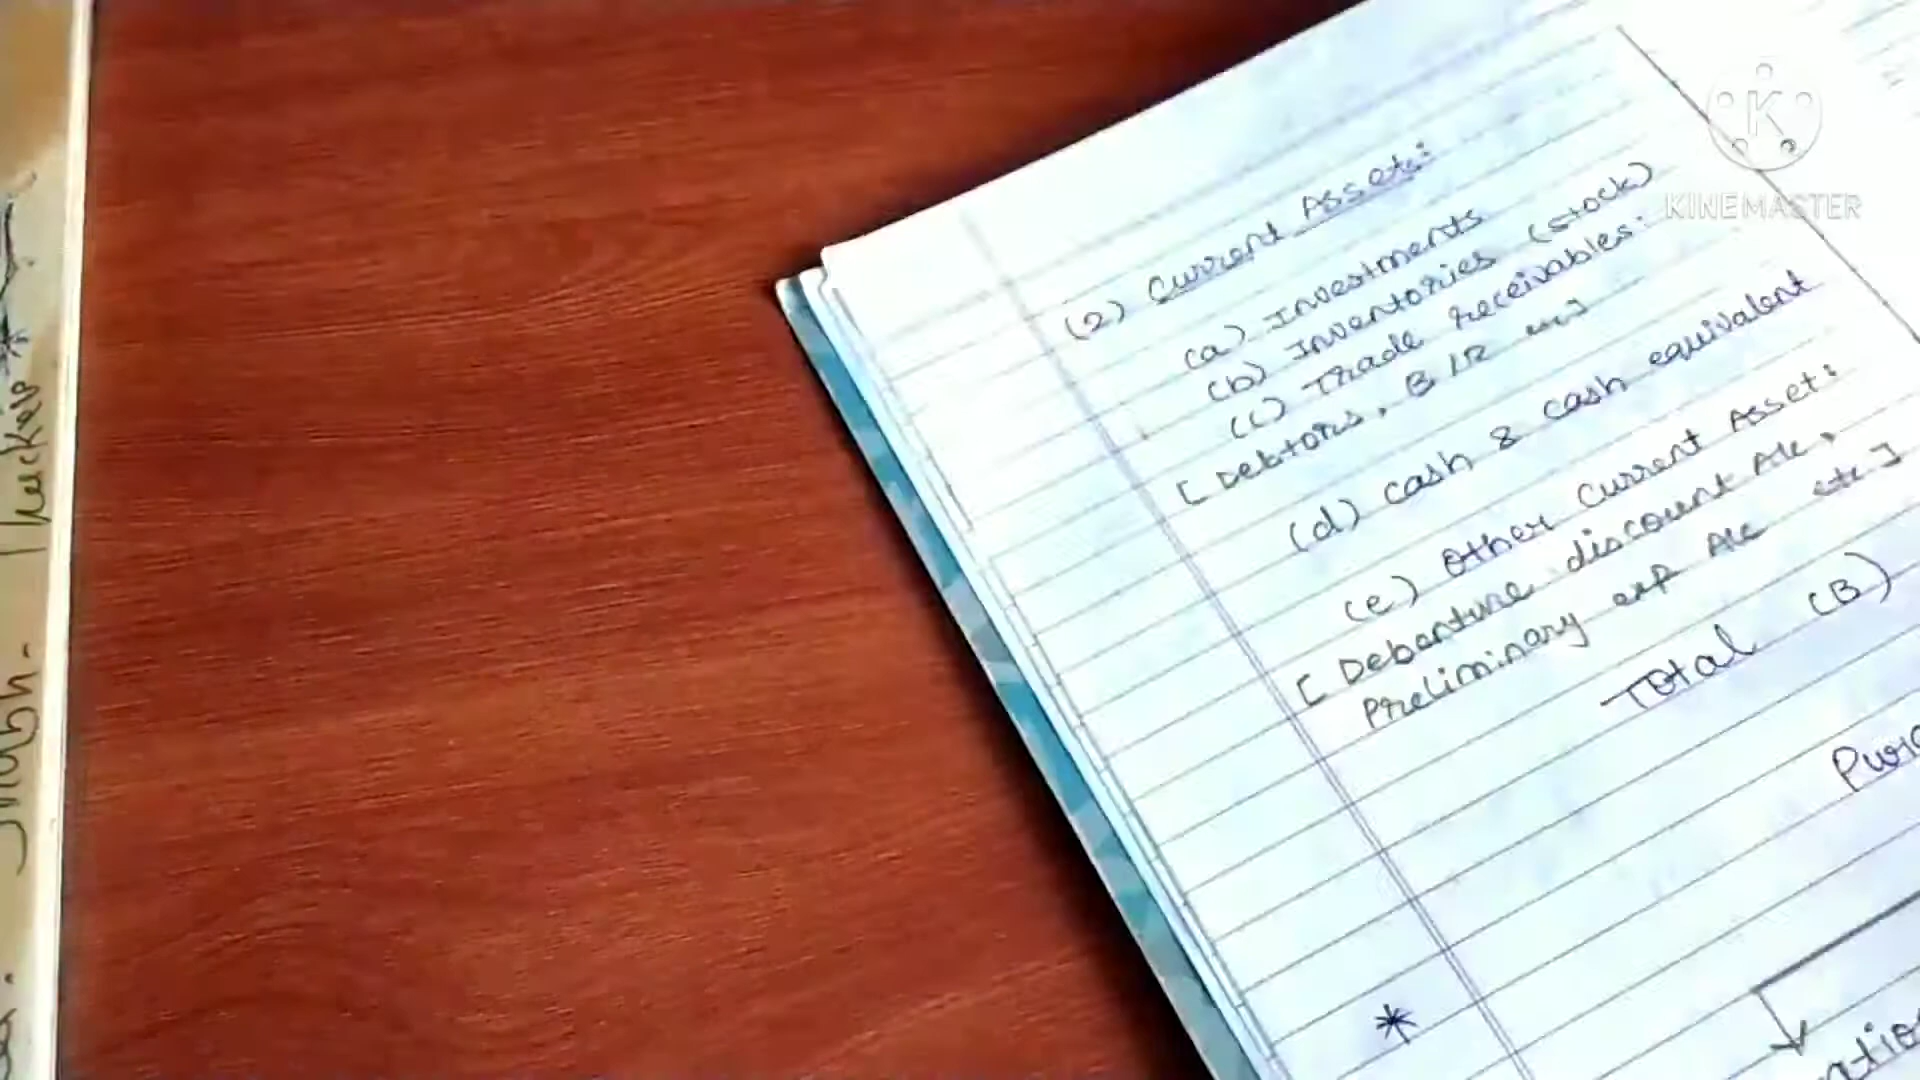 (2) Current Assets:
(a) Investments
(b) Inventories (stock)
(c) Trade receivables:
[Debtors, B/R
(d) cash & cash equivalent
(e) Other Current Asset:
[Debenture discount A/c,
Preliminary exp A/c etc]
Total (B)
*
KINEMASTER